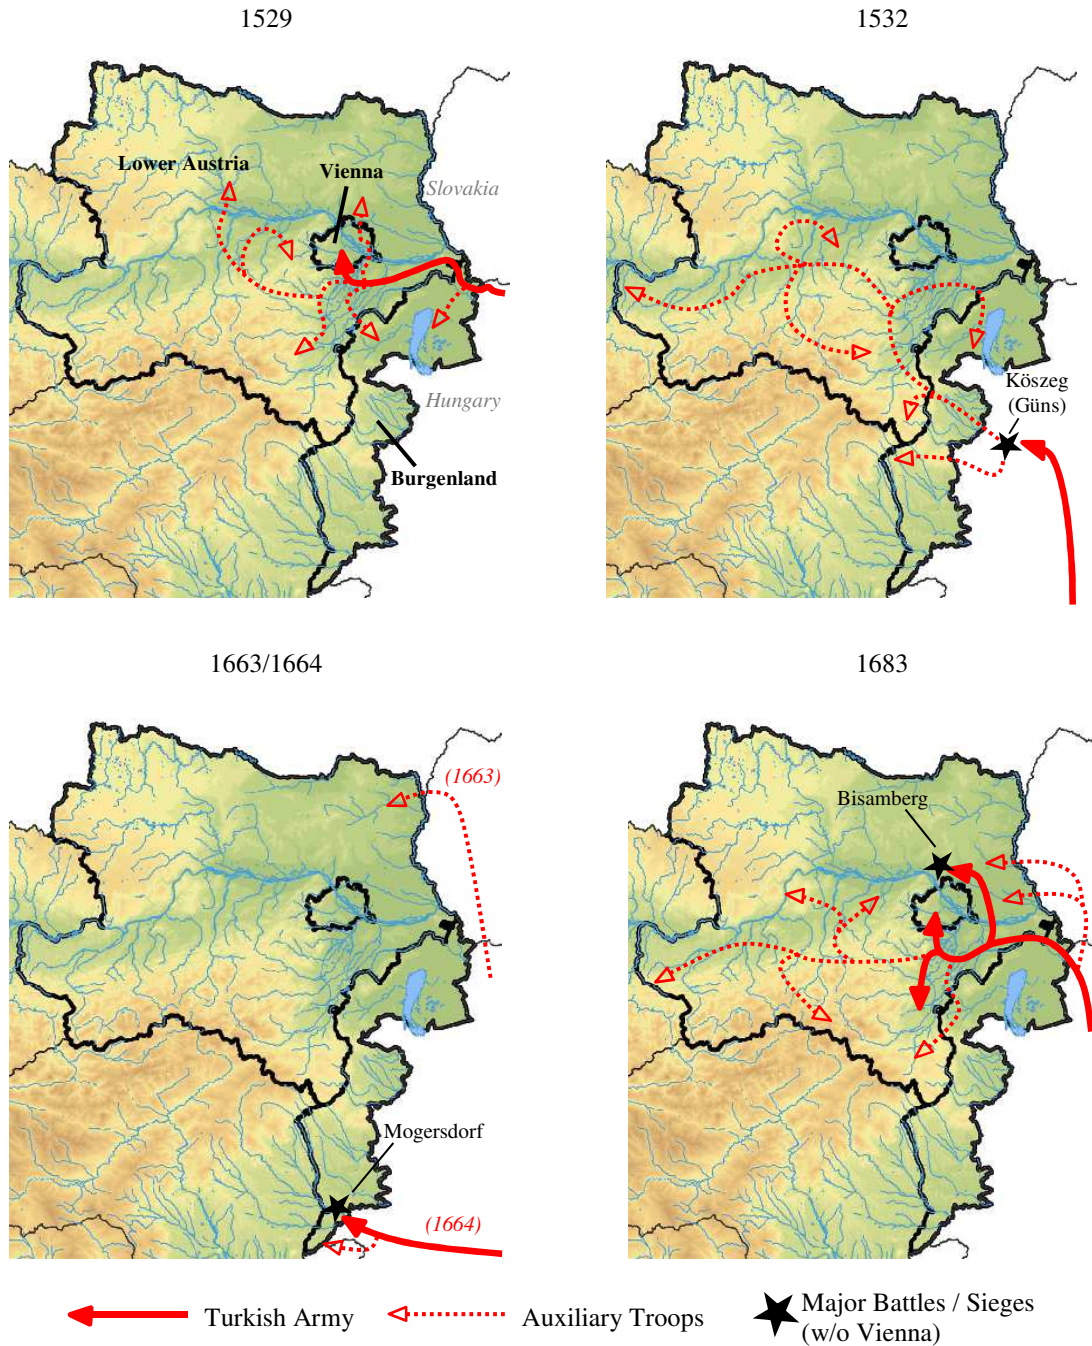 1529
1532
Lower Austria
Vienna
Slovakia
Hungary
Burgenland
Köszeg
(Güns)
1663/1664
1683
(1663)
Mogersdorf
(1664)
Bisamberg
Turkish Army
Auxiliary Troops
Major Battles / Sieges
(w/o Vienna)